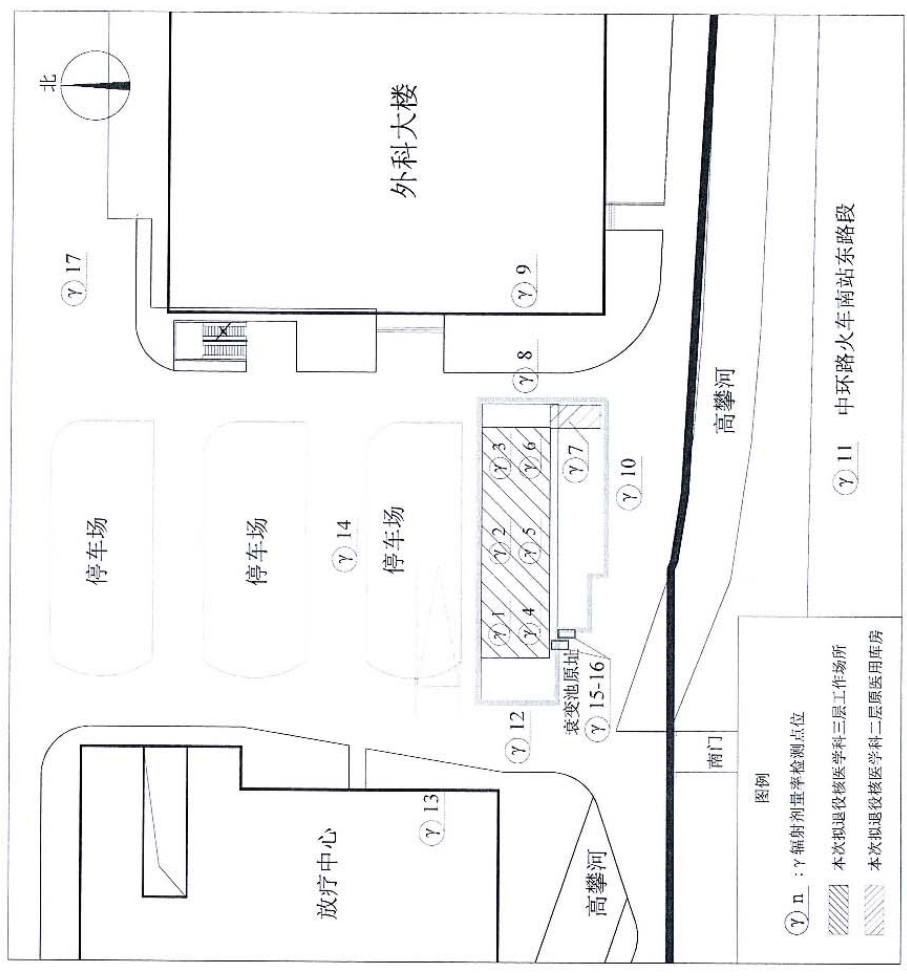 北
γ 17
停车场
停车场
放疗中心
γ 14
停车场
外科大楼
γ 13
γ 1
γ 2
γ 3
γ 12
γ 8
γ 9
γ 4
γ 5
γ 6
衰变池原址
γ 7
γ 15-16
高攀河
γ 10
南门
高攀河
图例
γ n ：γ辐射剂量率检测点位
本次拟退役核医学科三层工作场所
本次拟退役核医学科二层原医用库房
γ 11 中环路火车南站东路段